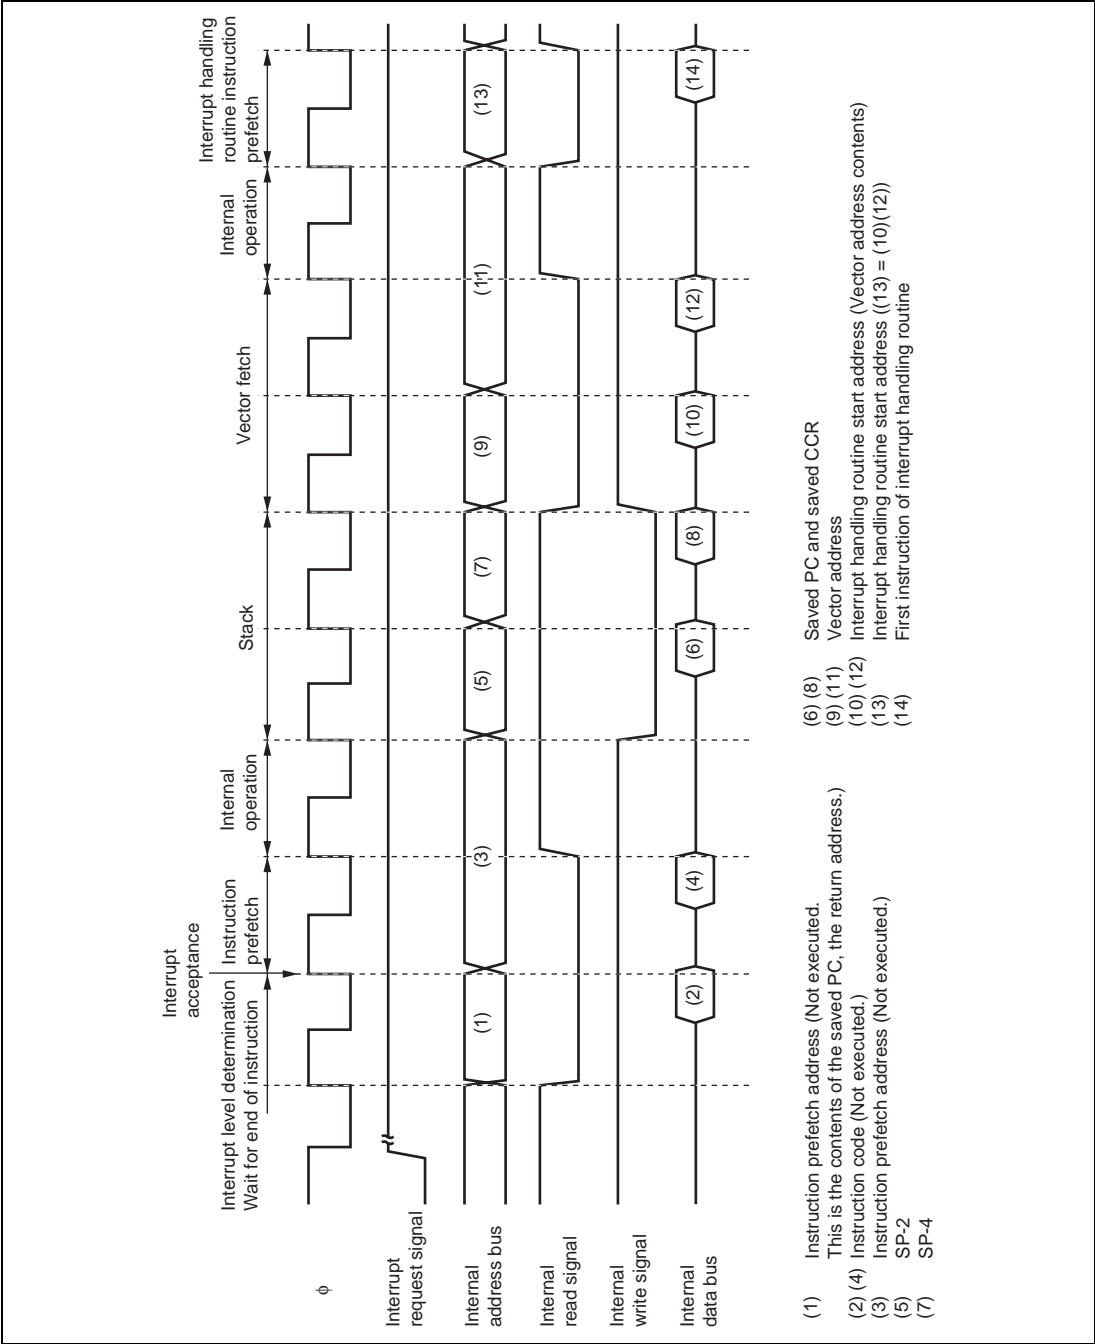 Interrupt
acceptance
Interrupt level determination
Wait for end of instruction
Instruction
prefetch
Internal
operation
Stack
Vector fetch
Internal
operation
Interrupt handling
routine instruction
prefetch
φ
Interrupt
request signal
Internal
address bus
(1)
(3)
(5)
(7)
(9)
(11)
(13)
Internal
read signal
Internal
write signal
Internal
data bus
(2)
(4)
(6)
(8)
(10)
(12)
(14)
(1) Instruction prefetch address (Not executed.
This is the contents of the saved PC, the return address.)
(2) (4) Instruction code (Not executed.)
(3) Instruction prefetch address (Not executed.)
(5) SP-2
(7) SP-4
(6) (8) Saved PC and saved CCR
(9) (11) Vector address
(10) (12) Interrupt handling routine start address (Vector address contents)
(13) Interrupt handling routine start address ((13) = (10)(12))
(14) First instruction of interrupt handling routine